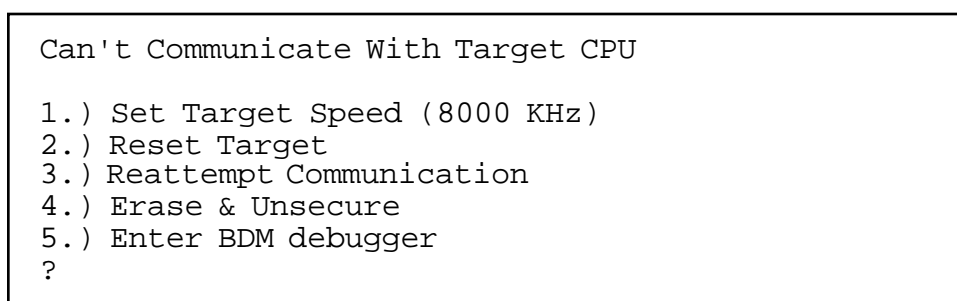 Can't Communicate With Target CPU
1.) Set Target Speed (8000 KHz)
2.) Reset Target
3.) Reattempt Communication
4.) Erase & Unsecure
5.) Enter BDM debugger
?